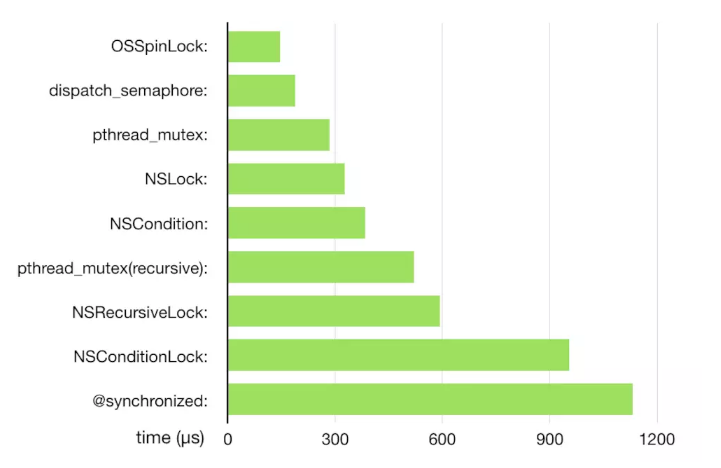 OSSpinLock:
dispatch_semaphore:
pthread_mutex:
NSLock:
NSCondition:
pthread_mutex(recursive):
NSRecursiveLock:
NSConditionLock:
@synchronized:
time (µs) 0 300 600 900 1200